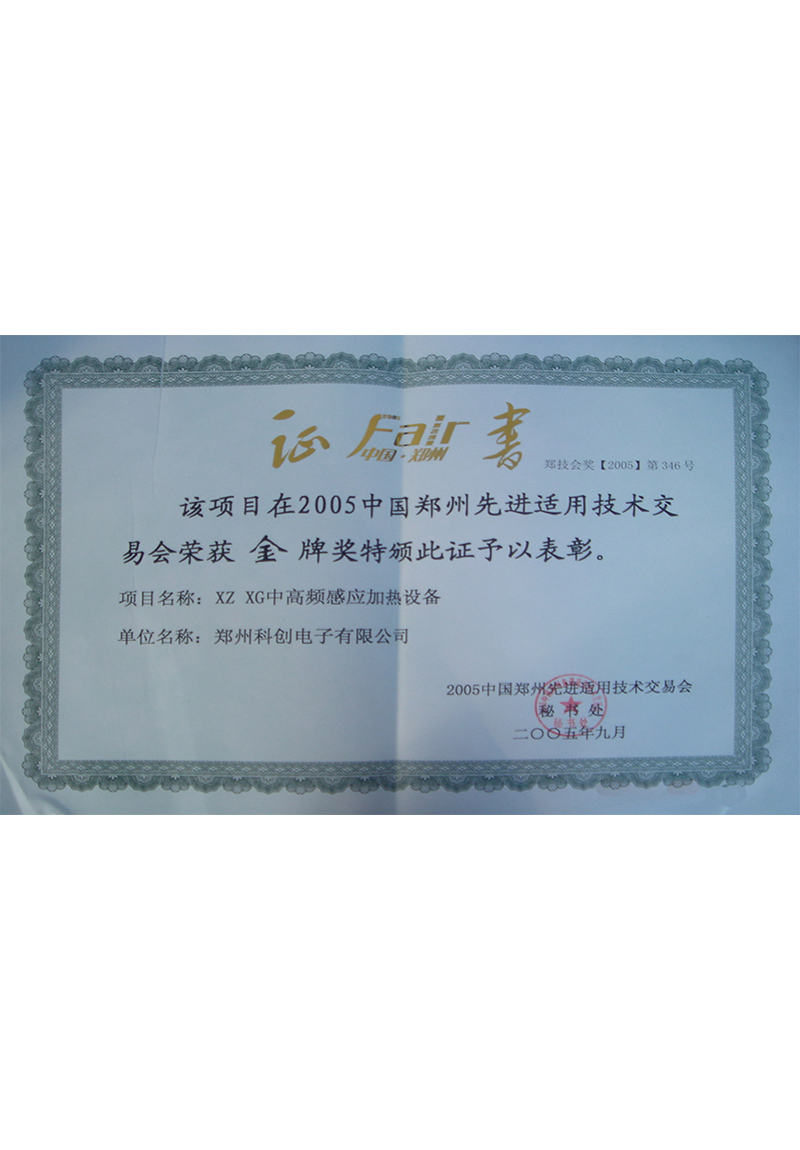 证 Fair 书
中国·郑州
郑技会奖【2005】第346号
该项目在2005中国郑州先进适用技术交
易会荣获 金 牌奖特颁此证予以表彰。
项目名称：XZ XG中高频感应加热设备
单位名称：郑州科创电子有限公司
2005中国郑州先进适用技术交易会
秘书处
秘书处
二〇〇五年九月